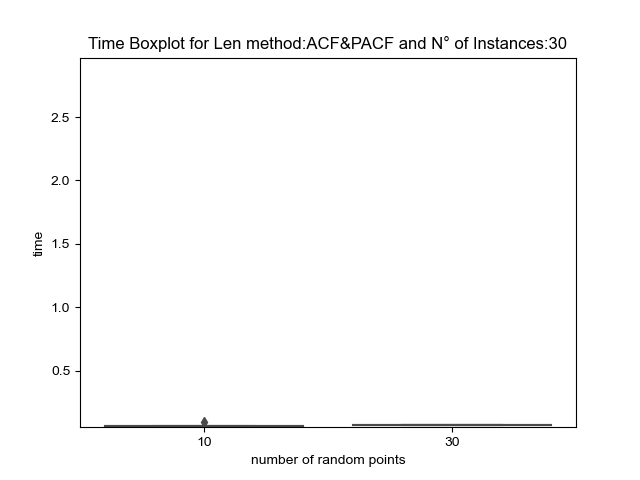 Time Boxplot for Len method:ACF&PACF and N° of Instances:30
2.5
2.0
1.5
1.0
0.5
time
10 30
number of random points